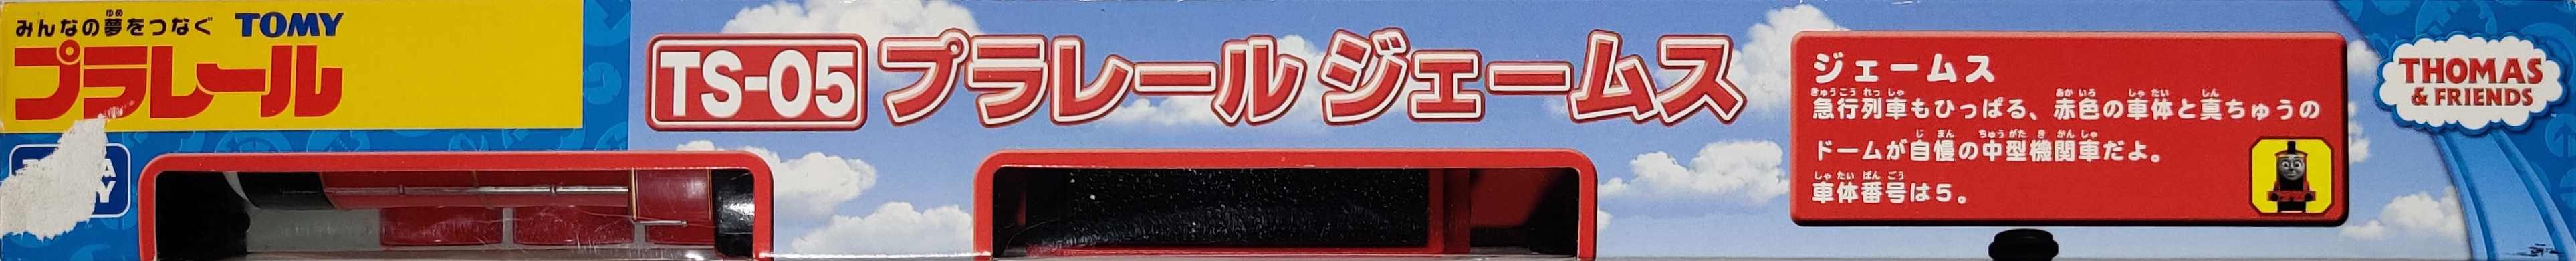 みんなの夢をつなぐ TOMY
プラレール
TS-05 プラレール ジェームス
ジェームス
急行列車もひっぱる、赤色の車体と真ちゅうの
ドームが自慢の中型機関車だよ。
車体番号は5。
THOMAS
& FRIENDS